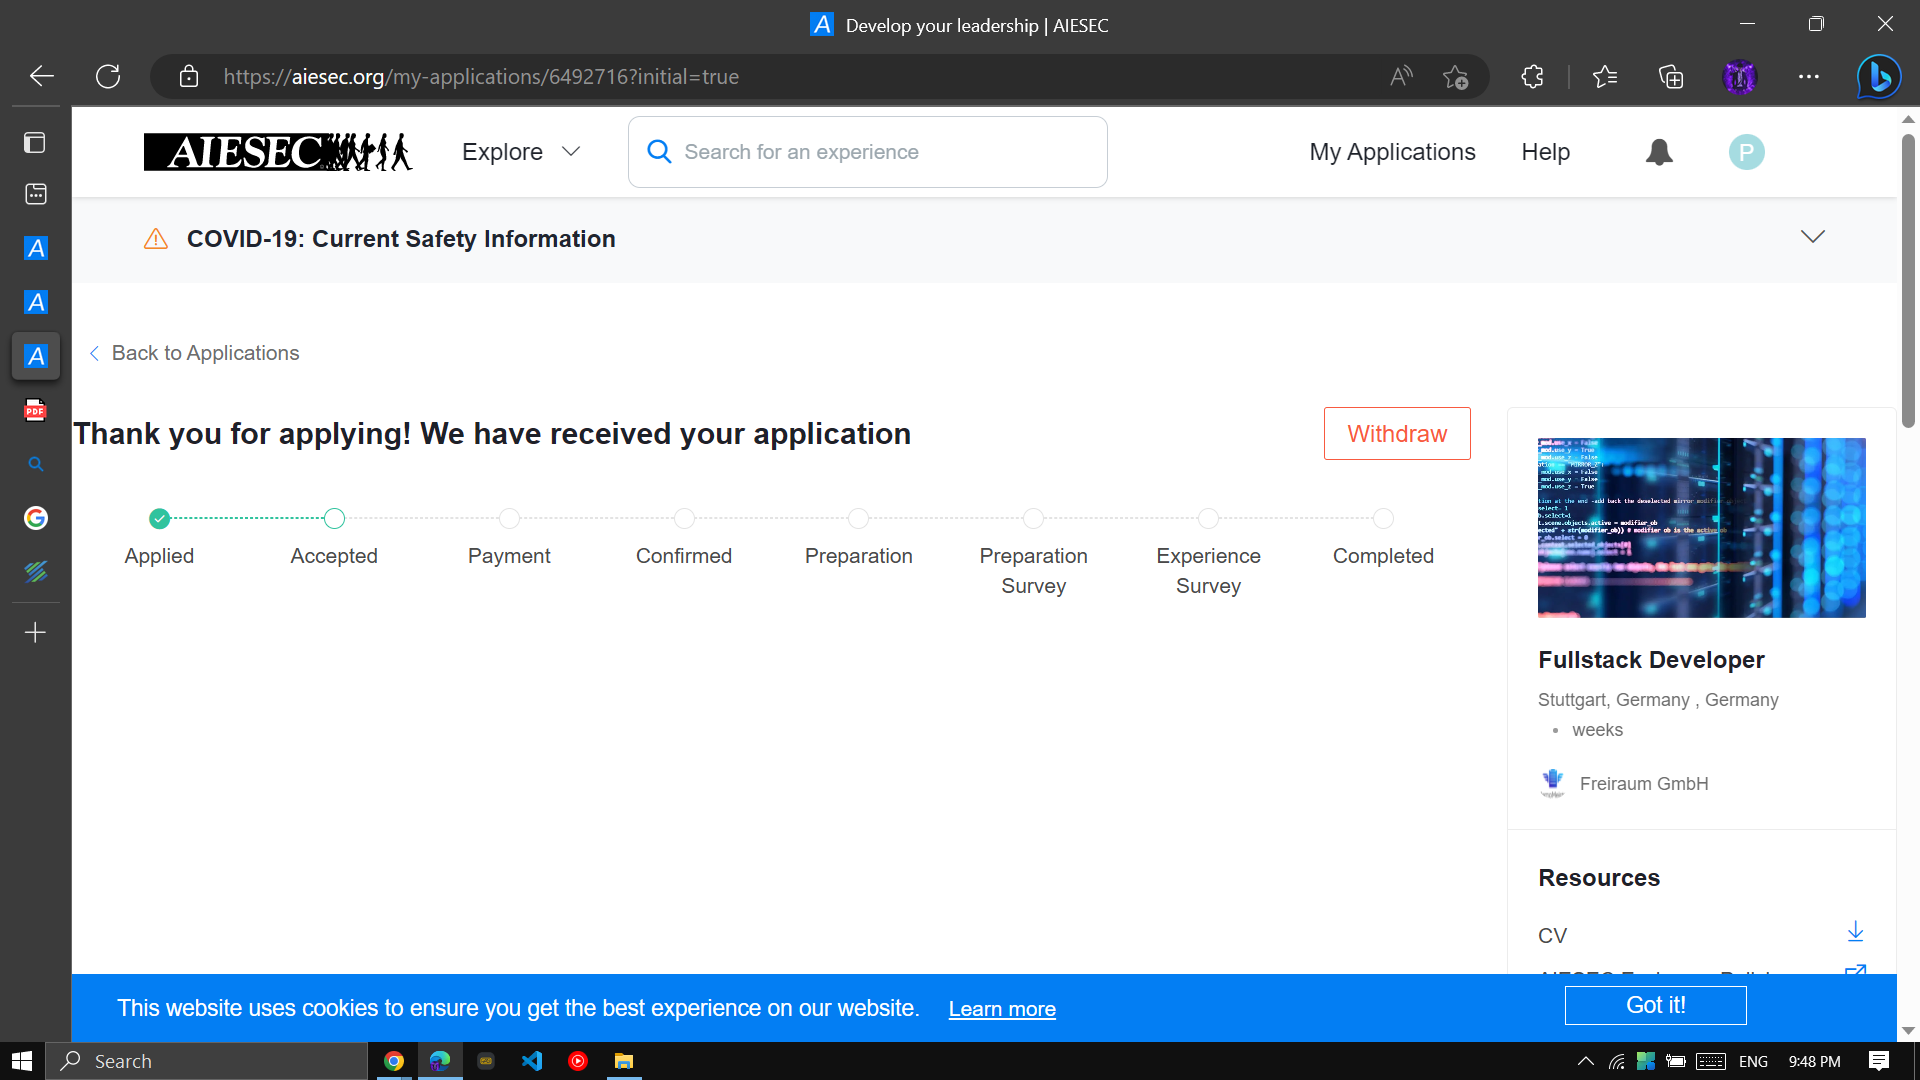 Develop your leadership | AIESEC
https://aiesec.org/my-applications/6492716?initial=true
AIESEC
Explore
Search for an experience
My Applications
Help
P
COVID-19: Current Safety Information
Back to Applications
Thank you for applying! We have received your application
Withdraw
Applied
Accepted
Payment
Confirmed
Preparation
Preparation Survey
Experience Survey
Completed
Fullstack Developer
Stuttgart, Germany , Germany
• weeks
Freiraum GmbH
Resources
CV
This website uses cookies to ensure you get the best experience on our website.
Learn more
Got it!
Search
ENG
9:48 PM